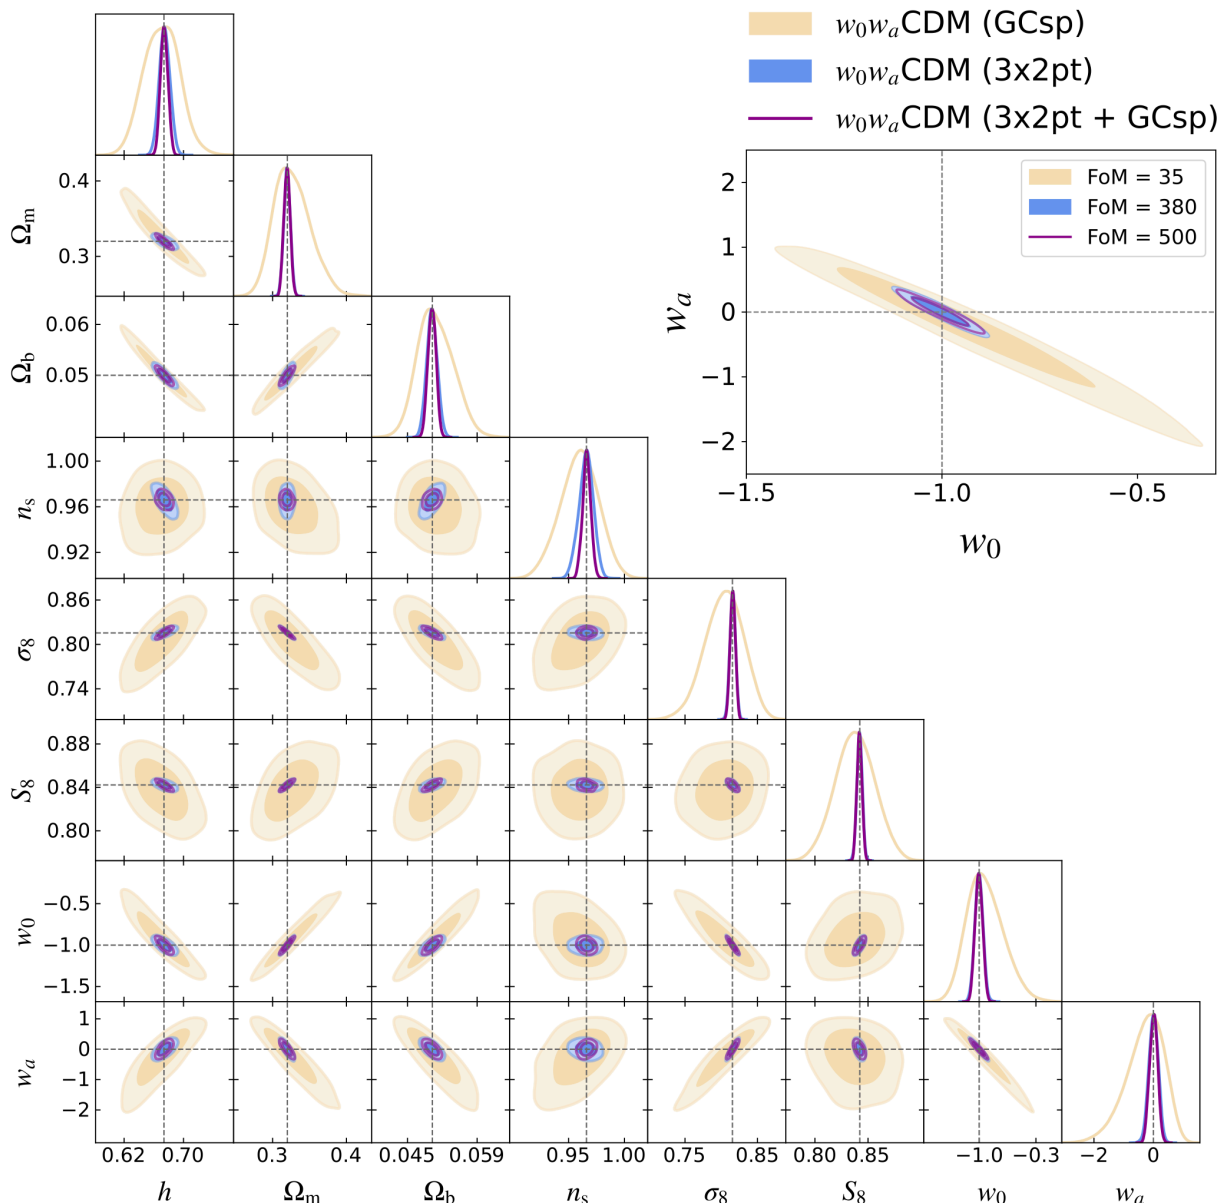 w₀wₐCDM (GCsp)
w₀wₐCDM (3x2pt)
w₀wₐCDM (3x2pt + GCsp)
FoM = 35
FoM = 380
FoM = 500
wₐ
2
1
0
−1
−2
−1.5
−1.0
−0.5
w₀
Ωₘ
0.4
0.3
Ω_b
0.06
0.05
nₛ
1.00
0.96
0.92
σ₈
0.86
0.80
0.74
S₈
0.88
0.84
0.80
w₀
−0.5
−1.0
−1.5
wₐ
1
0
−1
−2
0.62 0.70 0.3 0.4 0.045 0.059 0.95 1.00 0.75 0.85 0.80 0.85 −1.0 −0.3 −2 0
h Ωₘ Ω_b nₛ σ₈ S₈ w₀ wₐ